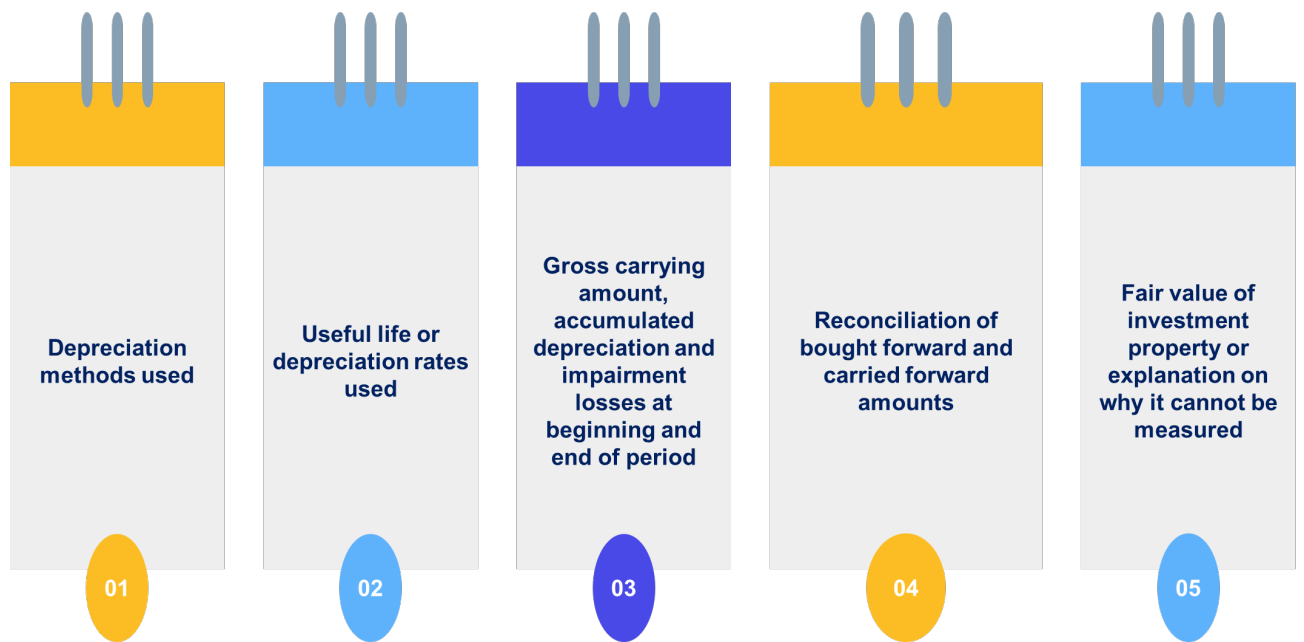 Depreciation
methods used
01
Useful life or
depreciation rates
used
02
Gross carrying
amount,
accumulated
depreciation and
impairment
losses at
beginning and
end of period
03
Reconciliation of
bought forward and
carried forward
amounts
04
Fair value of
investment
property or
explanation on
why it cannot be
measured
05